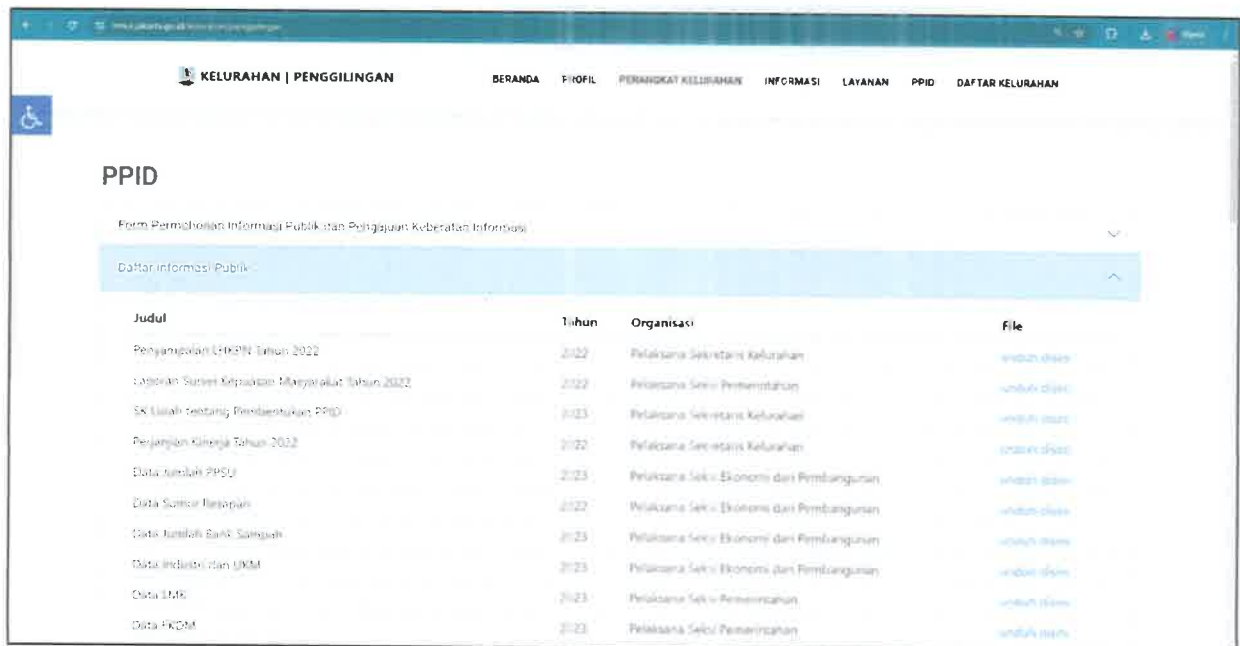 KELURAHAN | PENGGILINGAN
BERANDA PROFIL PERANGKAT KELURAHAN INFORMASI LAYANAN PPID DAFTAR KELURAHAN
PPID
Form Permohonan Informasi Publik dan Pengajuan Keberatan Informasi
Daftar Informasi Publik
Judul Tahun Organisasi File
Penyampaian LHKPN Tahun 2022 2022 Pelaksana Sekretaris Kelurahan unduh disini
Laporan Survei Kepuasan Masyarakat Tahun 2022 2022 Pelaksana Seksi Pemerintahan unduh disini
SK Lurah tentang Pembentukan PPID 2023 Pelaksana Sekretaris Kelurahan unduh disini
Perjanjian Kinerja Tahun 2022 2022 Pelaksana Sekretaris Kelurahan unduh disini
Data Jumlah PPSU 2023 Pelaksana Seksi Ekonomi dan Pembangunan unduh disini
Data Sumur Resapan 2022 Pelaksana Seksi Ekonomi dan Pembangunan unduh disini
Data Jumlah Bank Sampah 2023 Pelaksana Seksi Ekonomi dan Pembangunan unduh disini
Data Industri dan UKM 2023 Pelaksana Seksi Ekonomi dan Pembangunan unduh disini
Data LMK 2023 Pelaksana Seksi Pemerintahan unduh disini
Data FKDM 2023 Pelaksana Seksi Pemerintahan unduh disini